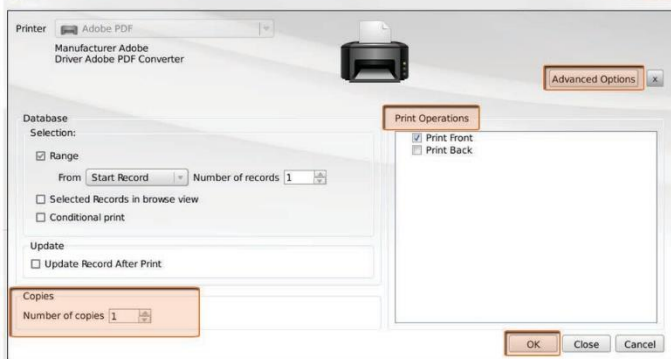 Printer Adobe PDF
Manufacturer Adobe
Driver Adobe PDF Converter
Advanced Options x
Database
Selection:
Range
From Start Record Number of records 1
Selected Records in browse view
Conditional print
Update
Update Record After Print
Copies
Number of copies 1
Print Operations
Print Front
Print Back
OK Close Cancel